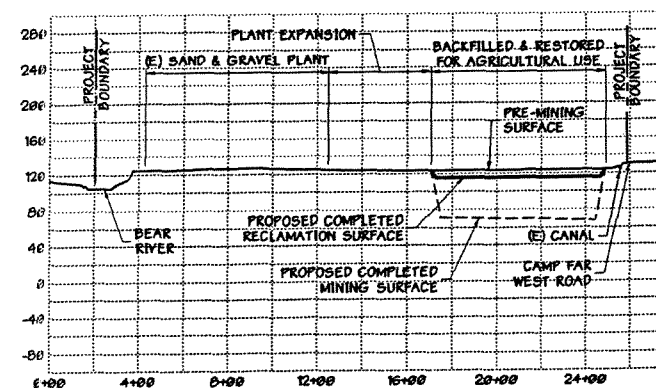 280
240
200
160
120
80
40
0
-40
-80
PROJECT
BOUNDARY
PLANT EXPANSION
(E) SAND & GRAVEL PLANT
BACKFILLED & RESTORED
FOR AGRICULTURAL USE
PROJECT
BOUNDARY
PRE-MINING
SURFACE
BEAR
RIVER
PROPOSED COMPLETED
RECLAMATION SURFACE
PROPOSED COMPLETED
MINING SURFACE
(E) CANAL
CAMP FAR
WEST ROAD
0+00 4+00 8+00 12+00 16+00 20+00 24+00